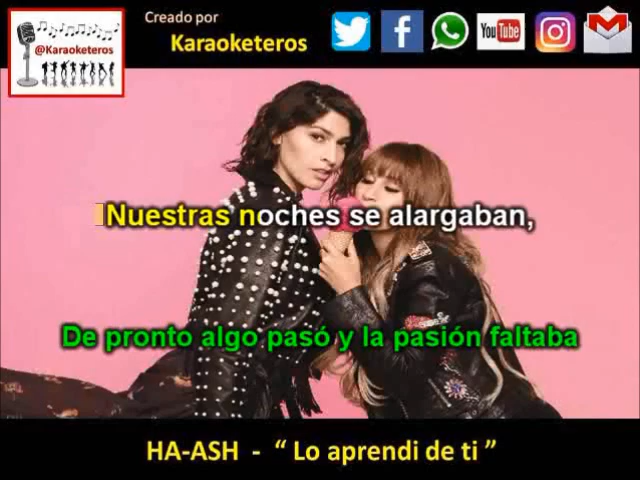 @Karaoketeros
Creado por
Karaoketeros
You Tube
Nuestras noches se alargaban,
De pronto algo pasó y la pasión faltaba
HA-ASH - “ Lo aprendi de ti ”